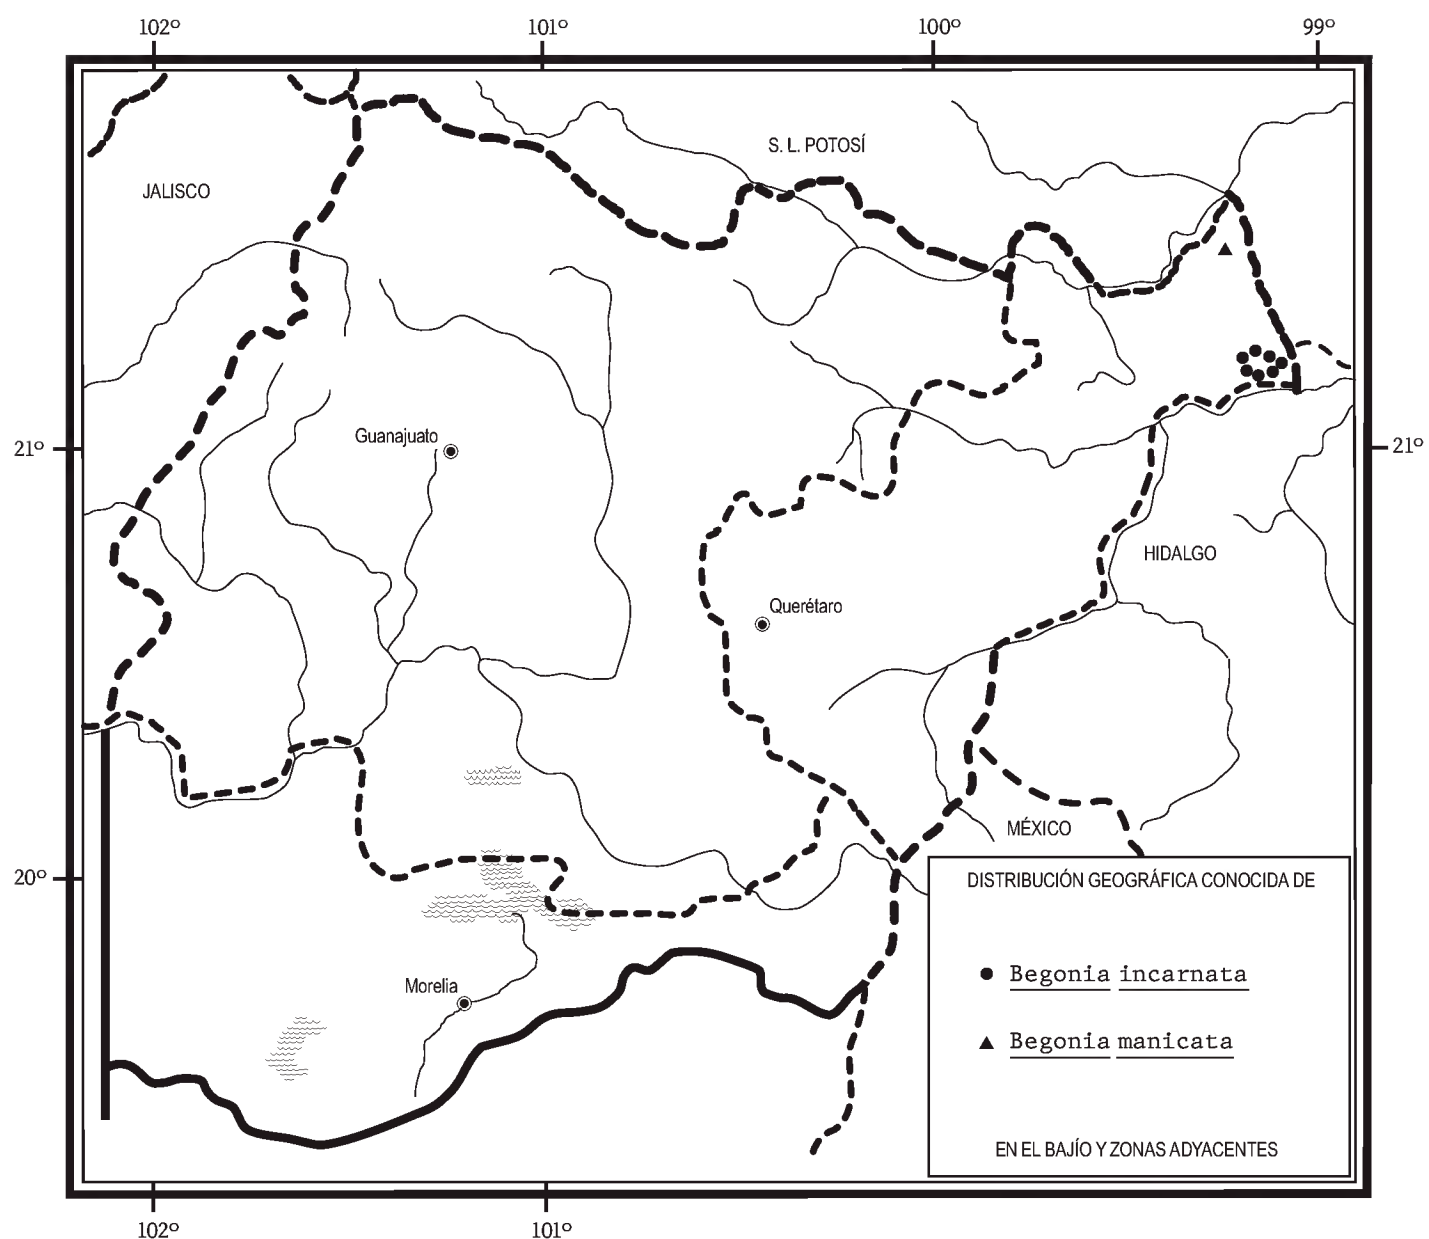 102º 101º 100º 99º
S. L. POTOSÍ
JALISCO
Guanajuato
21º 21º
HIDALGO
Querétaro
MÉXICO
20º
DISTRIBUCIÓN GEOGRÁFICA CONOCIDA DE
Begonia incarnata
Morelia
Begonia manicata
EN EL BAJÍO Y ZONAS ADYACENTES
102º 101º